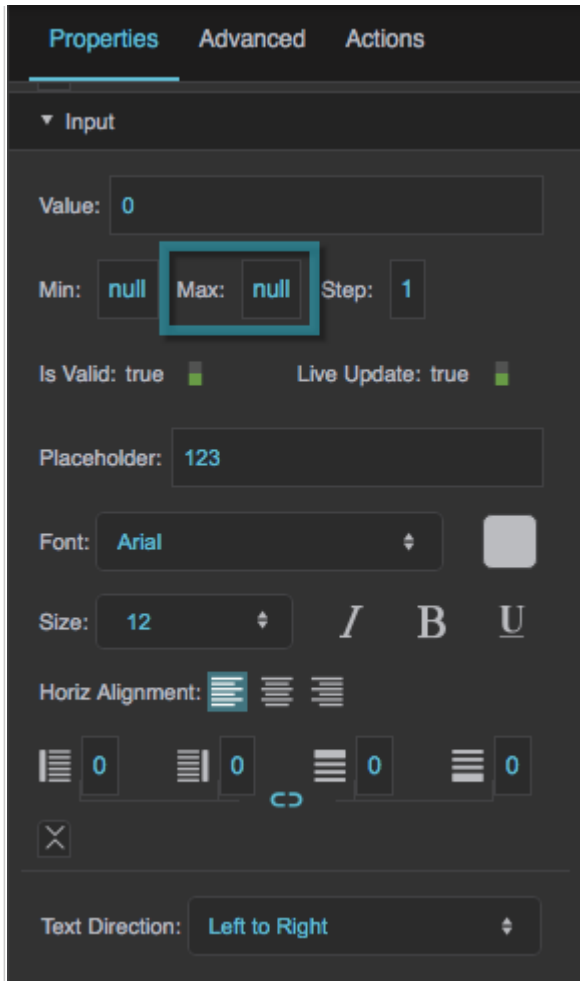 Properties Advanced Actions
Input
Value: 0
Min: null Max: null Step: 1
Is Valid: true Live Update: true
Placeholder: 123
Font: Arial
Size: 12 I B U
Horiz Alignment:
0 0 0 0
Text Direction: Left to Right